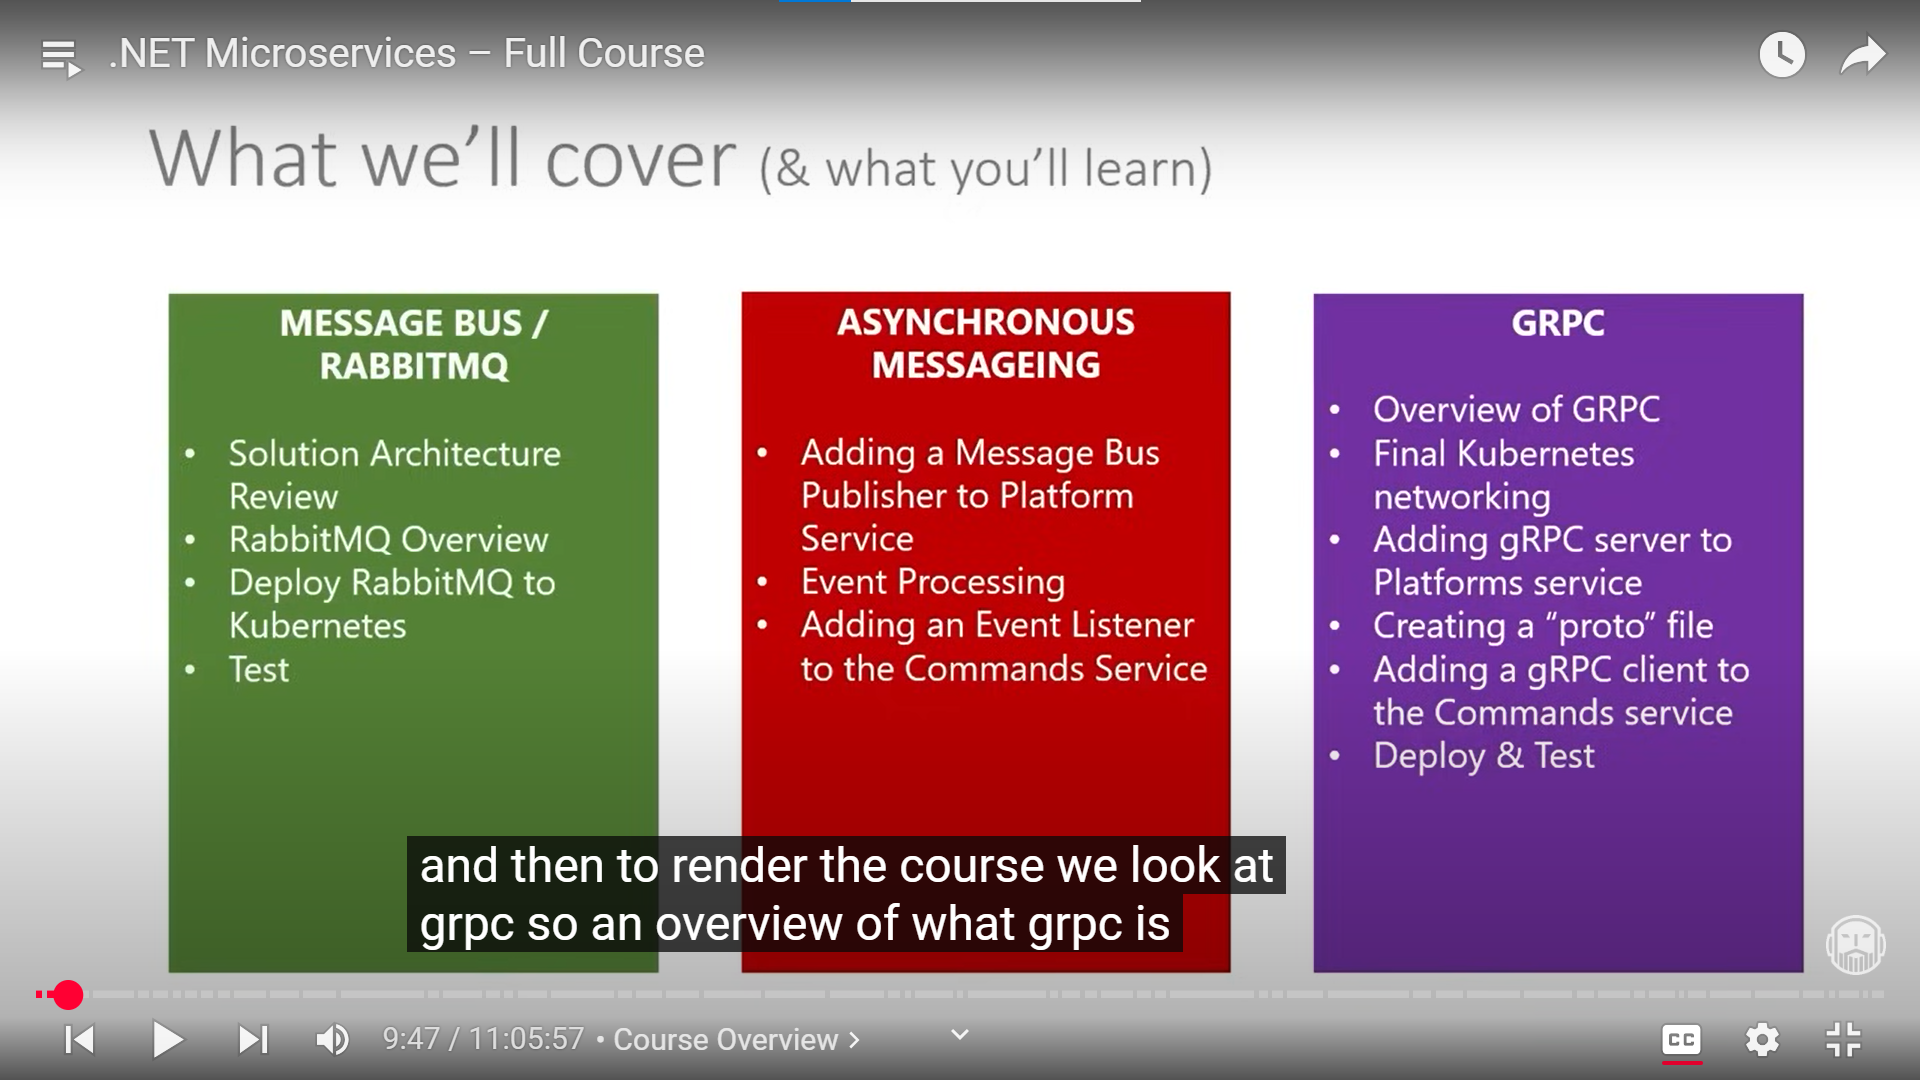 .NET Microservices – Full Course
What we'll cover (& what you'll learn)
MESSAGE BUS /
RABBITMQ
• Solution Architecture
Review
• RabbitMQ Overview
• Deploy RabbitMQ to
Kubernetes
• Test
ASYNCHRONOUS
MESSAGEING
• Adding a Message Bus
Publisher to Platform
Service
• Event Processing
• Adding an Event Listener
to the Commands Service
GRPC
• Overview of GRPC
• Final Kubernetes
networking
• Adding gRPC server to
Platforms service
• Creating a “proto” file
• Adding a gRPC client to
the Commands service
• Deploy & Test
and then to render the course we look at
grpc so an overview of what grpc is
9:47 / 11:05:57 • Course Overview >
CC